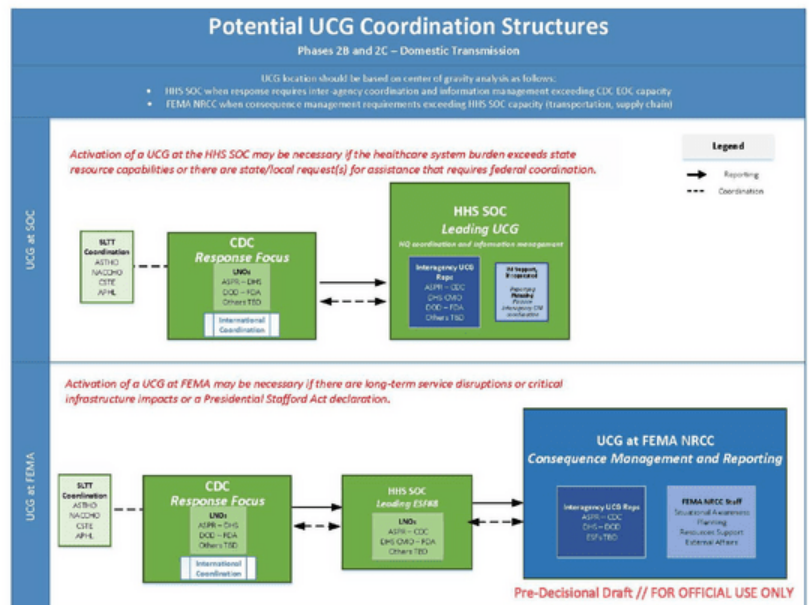 Potential UCG Coordination Structures
Phases 2B and 2C – Domestic Transmission
UCG location should be based on center of gravity analysis as follows:
• HHS SOC when response requires inter-agency coordination and information management exceeding CDC EOC capacity
• FEMA NRCC when consequence management requirements exceeding HHS SOC capacity (transportation, supply chain)
UCG at SOC
Activation of a UCG at the HHS SOC may be necessary if the healthcare system burden exceeds state
resource capabilities or there are state/local request(s) for assistance that requires federal coordination.
Legend
Reporting
Coordination
SLTT
Coordination
ASTHO
NACCHO
CSTE
APHL
CDC
Response Focus
LNOs
ASPR – DHS
DOD – FDA
Others TBD
International
Coordination
HHS SOC
Leading UCG
HQ coordination and information management
Interagency UCG
Reps
ASPR – CDC
DHS CMO
DOD – FDA
Others TBD
Reporting
Planning
Interagency
UCG at FEMA
Activation of a UCG at FEMA may be necessary if there are long-term service disruptions or critical
infrastructure impacts or a Presidential Stafford Act declaration.
SLTT
Coordination
ASTHO
NACCHO
CSTE
APHL
CDC
Response Focus
LNOs
ASPR – DHS
DOD – FDA
Others TBD
International
Coordination
HHS SOC
Leading ESF#8
LNOs
ASPR – CDC
DHS CMO – FDA
Others TBD
UCG at FEMA NRCC
Consequence Management and Reporting
Interagency UCG Reps
ASPR – CDC
DHS – DOD
ESFs TBD
FEMA NRCC Staff
Situational Awareness
Planning
Resources Support
External Affairs
Pre-Decisional Draft // FOR OFFICIAL USE ONLY